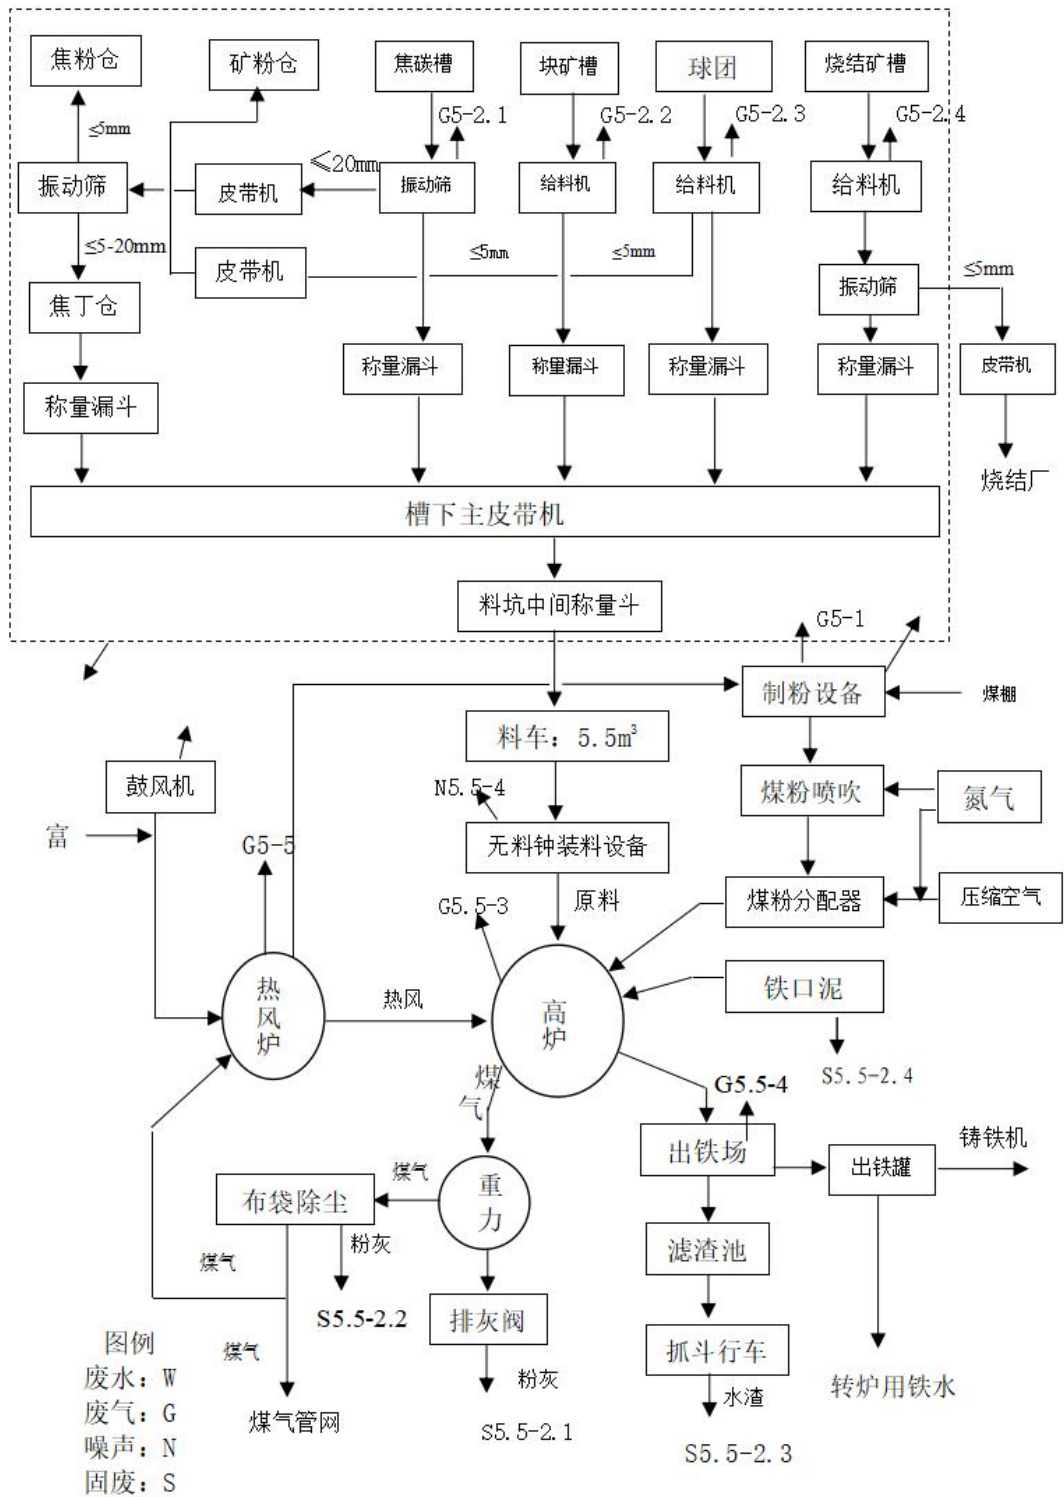 焦粉仓
矿粉仓
焦碳槽
块矿槽
球团
烧结矿槽
G5-2.1
G5-2.2
G5-2.3
G5-2.4
≤5mm
≤20mm
振动筛
皮带机
振动筛
给料机
给料机
给料机
≤5-20mm
皮带机
≤5mm
≤5mm
≤5mm
焦丁仓
振动筛
称量漏斗
称量漏斗
称量漏斗
称量漏斗
皮带机
称量漏斗
烧结厂
槽下主皮带机
料坑中间称量斗
G5-1
制粉设备
煤棚
料车：5.5m³
鼓风机
N5.5-4
煤粉喷吹
氮气
富
G5-5
无料钟装料设备
G5.5-3
原料
煤粉分配器
压缩空气
热风炉
热风
高炉
铁口泥
煤气
G5.5-4
S5.5-2.4
出铁场
出铁罐
铸铁机
布袋除尘
煤气
重力
粉灰
滤渣池
煤气
S5.5-2.2
排灰阀
图例
煤气
抓斗行车
废水：W
粉灰
水渣
转炉用铁水
废气：G
煤气管网
S5.5-2.1
噪声：N
S5.5-2.3
固废：S